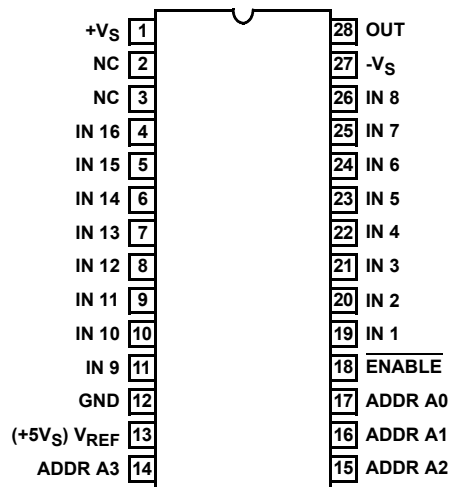 +VS 1 28 OUT
NC 2 27 -VS
NC 3 26 IN 8
IN 16 4 25 IN 7
IN 15 5 24 IN 6
IN 14 6 23 IN 5
IN 13 7 22 IN 4
IN 12 8 21 IN 3
IN 11 9 20 IN 2
IN 10 10 19 IN 1
IN 9 11 18 ENABLE
GND 12 17 ADDR A0
(+5VS) VREF 13 16 ADDR A1
ADDR A3 14 15 ADDR A2